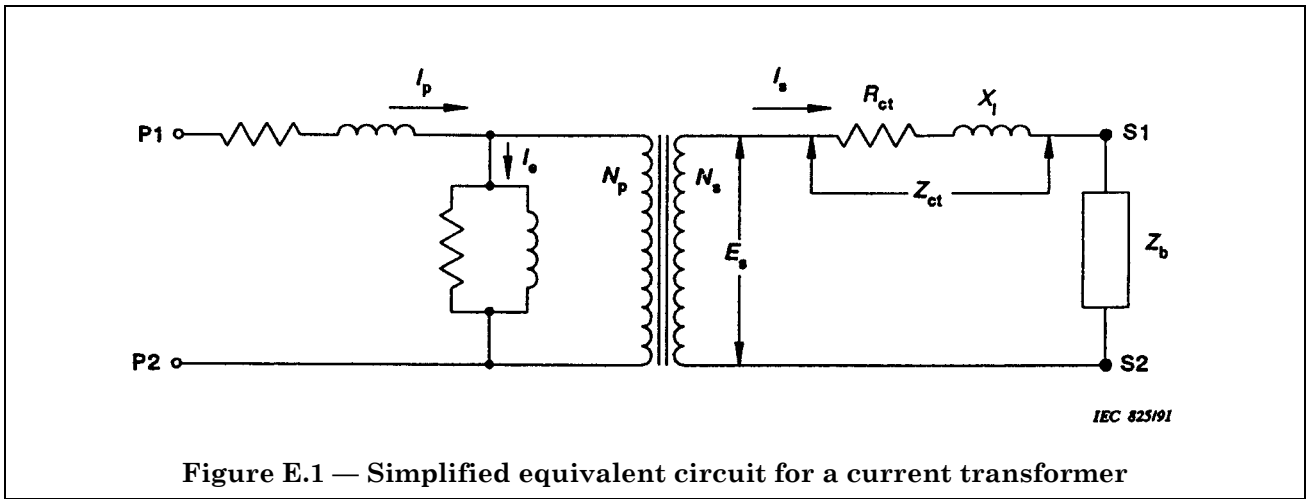 I_p
I_s
R_ct
X_l
P1
S1
I_e
N_p
N_s
Z_ct
E_s
Z_b
P2
S2
IEC 825/91
Figure E.1 — Simplified equivalent circuit for a current transformer